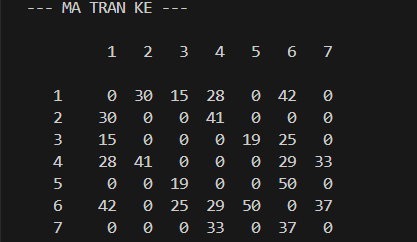 --- MA TRAN KE ---
1 2 3 4 5 6 7
1 0 30 15 28 0 42 0
2 30 0 0 41 0 0 0
3 15 0 0 0 19 25 0
4 28 41 0 0 0 29 33
5 0 0 19 0 0 50 0
6 42 0 25 29 50 0 37
7 0 0 0 33 0 37 0